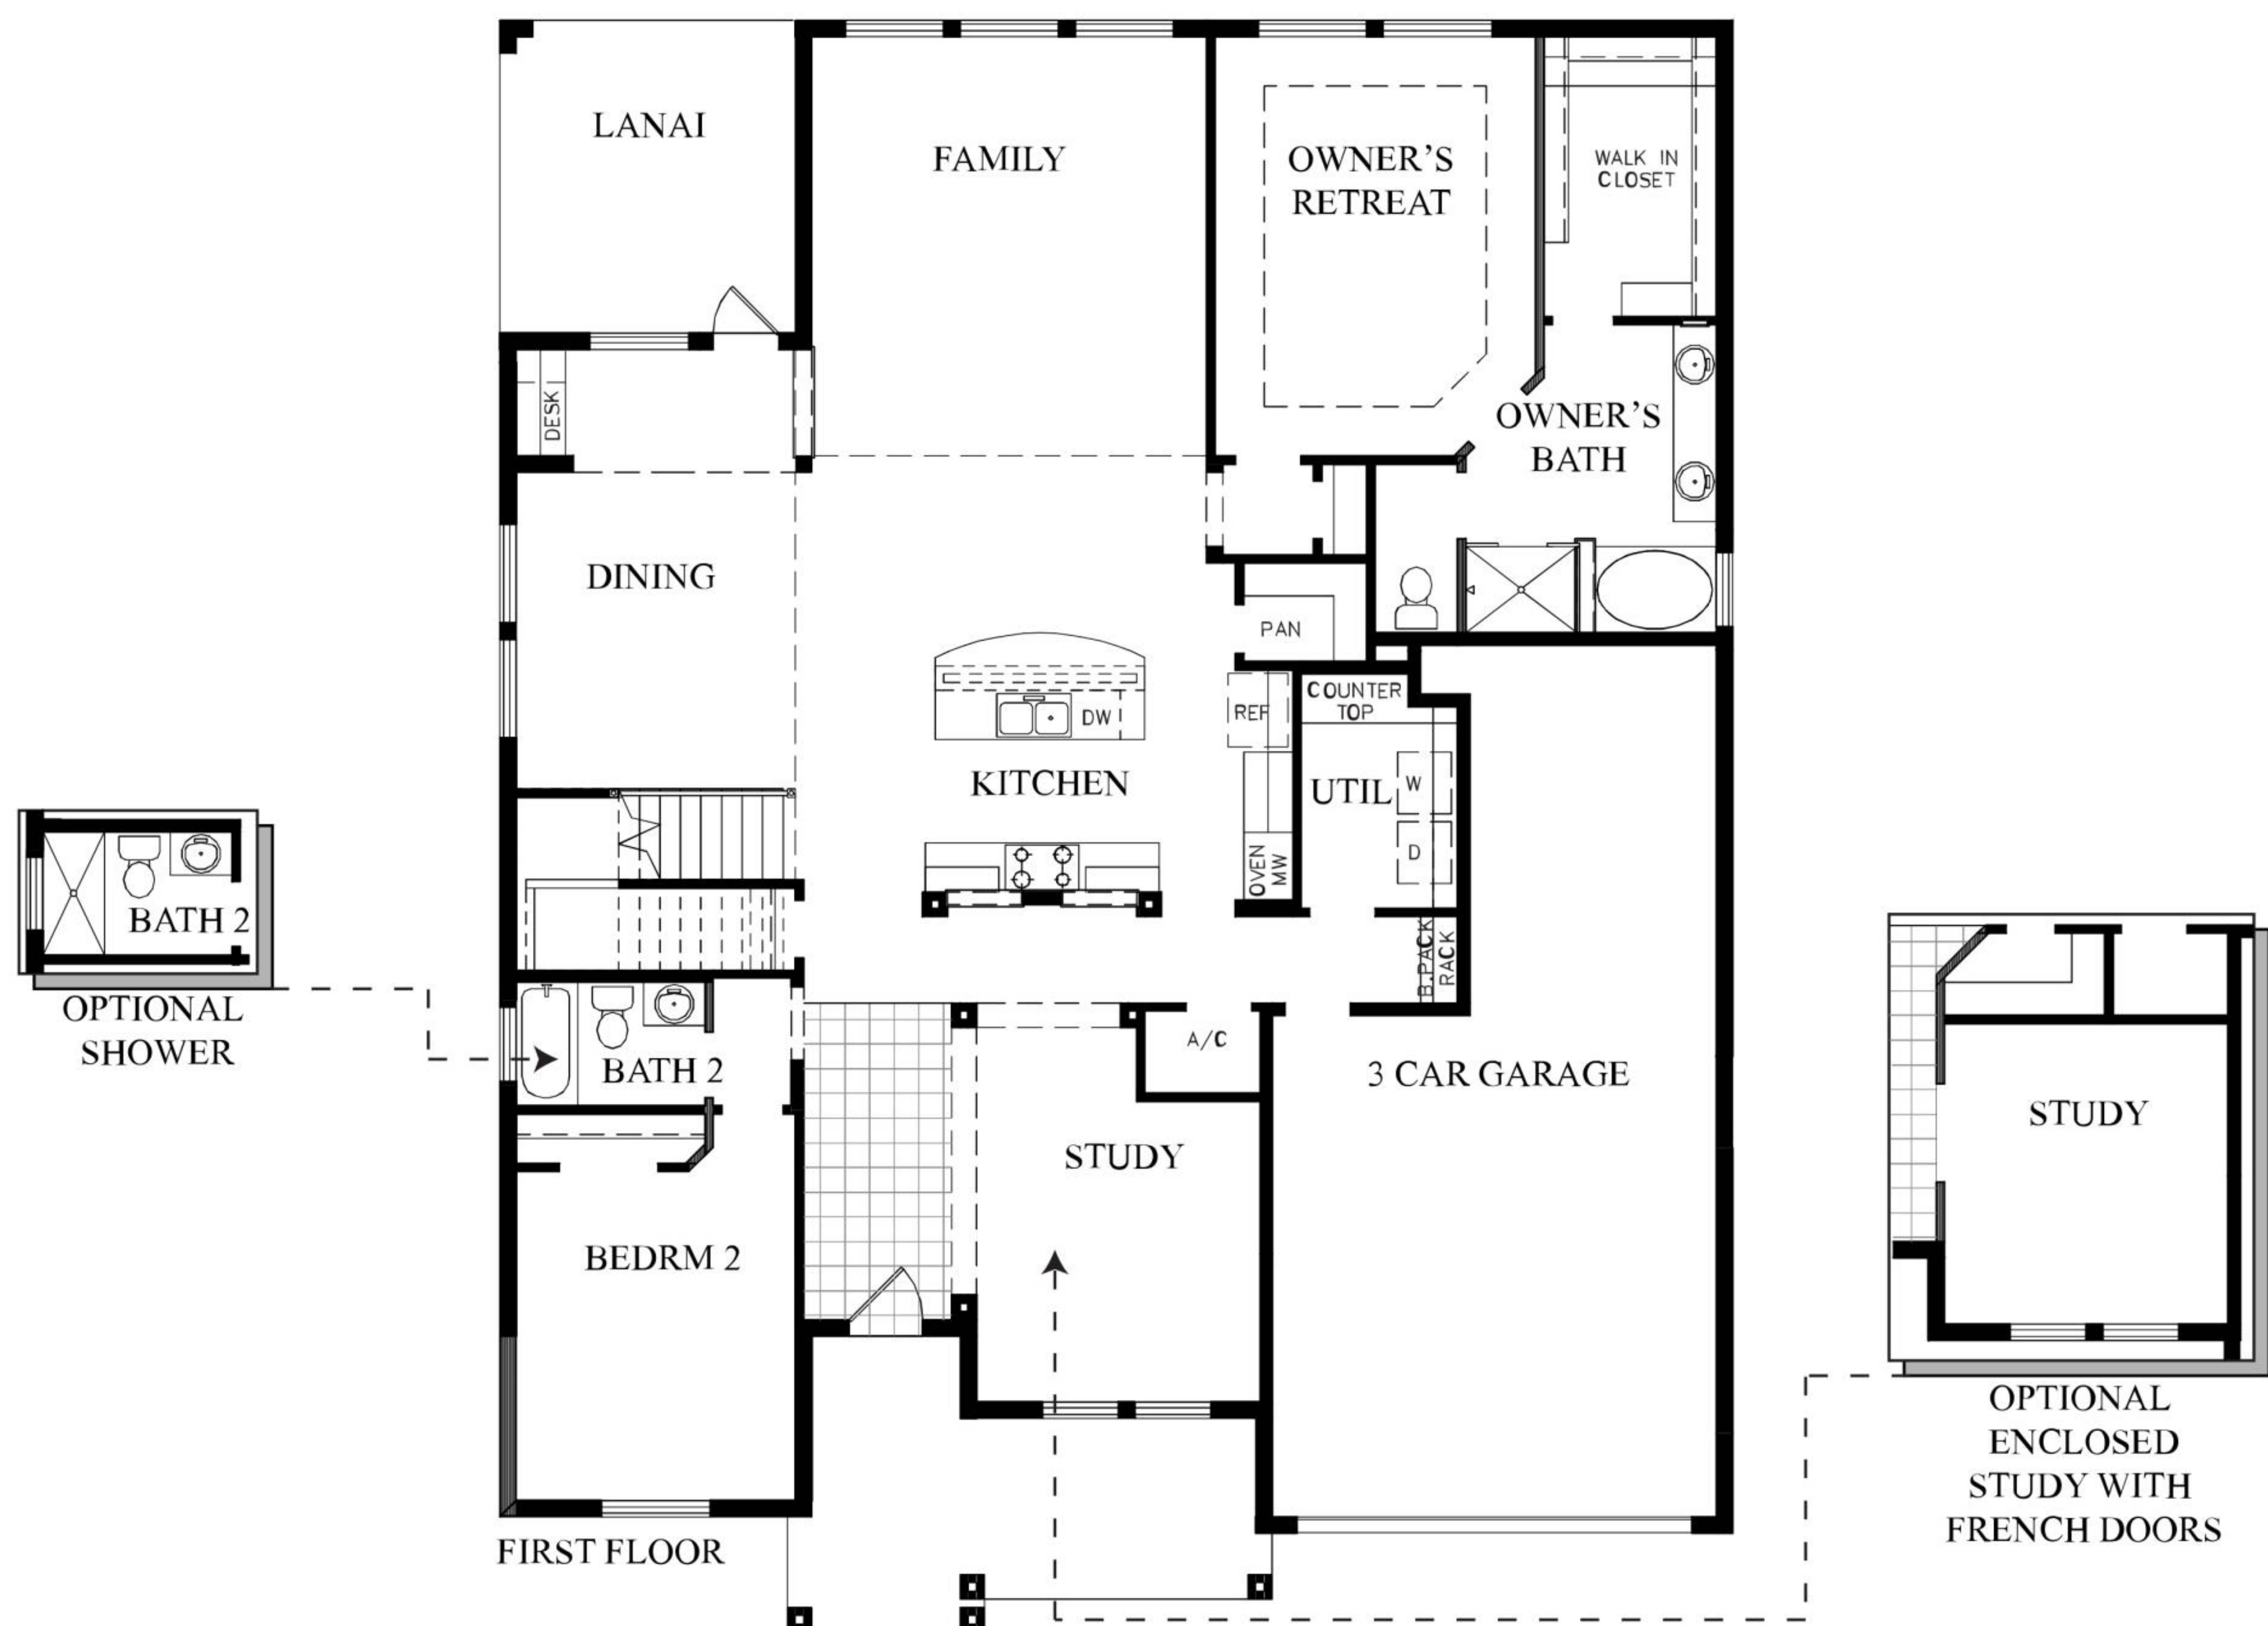 LANAI
FAMILY
OWNER'S
RETREAT
WALK IN
CLOSET
DESK
OWNER'S
BATH
DINING
PAN
COUNTER
TOP
REF
DW
KITCHEN
UTIL
W
D
OVEN
MW
BATH 2
OPTIONAL
SHOWER
B.PACK
RACK
A/C
BATH 2
3 CAR GARAGE
STUDY
STUDY
BEDRM 2
OPTIONAL
ENCLOSED
STUDY WITH
FRENCH DOORS
FIRST FLOOR